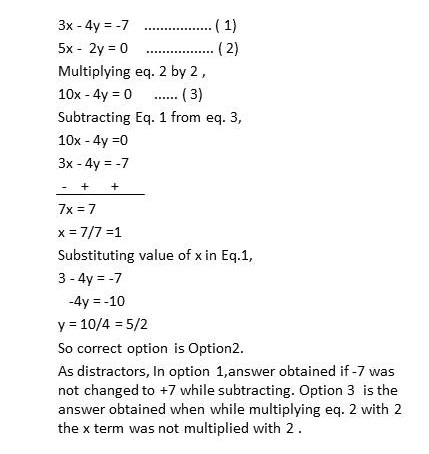 3x - 4y = -7 ................. ( 1)
5x -  2y = 0 ................. ( 2)
Multiplying eq. 2 by 2 ,
10x - 4y = 0 ...... ( 3)
Subtracting Eq. 1 from eq. 3,
10x - 4y =0
3x - 4y = -7
- + +
7x = 7
x = 7/7 =1
Substituting value of x in Eq.1,
3 - 4y = -7
-4y = -10
y = 10/4 = 5/2
So correct option is Option2.
As distractors, In option 1,answer obtained if -7 was
not changed to +7 while subtracting. Option 3  is the
answer obtained when while multiplying eq. 2 with 2
the x term was not multiplied with 2 .